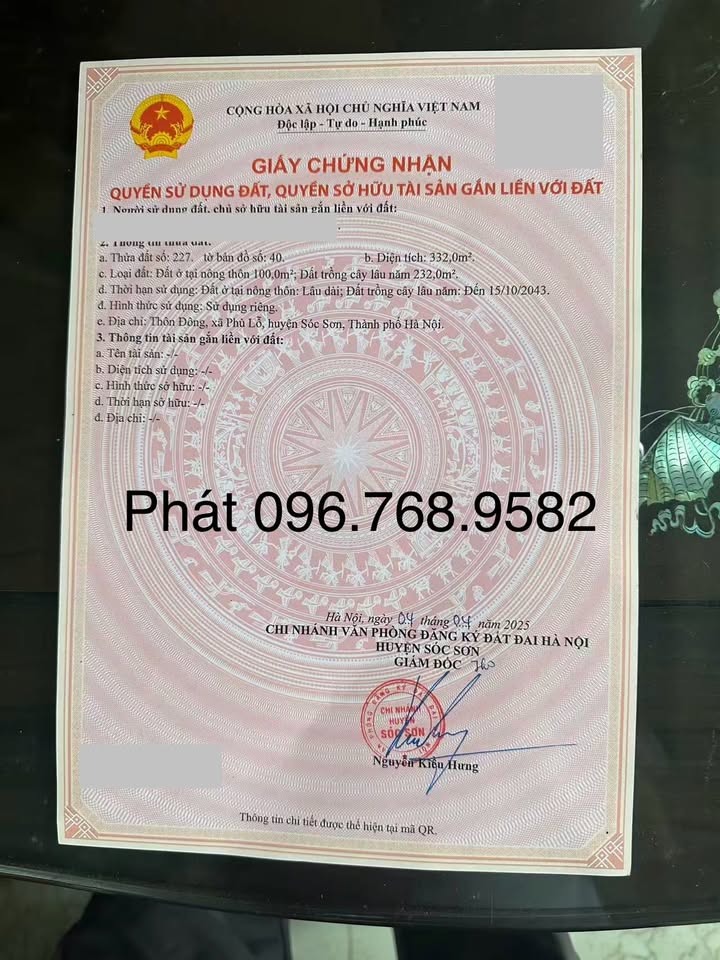 CỘNG HÒA XÃ HỘI CHỦ NGHĨA VIỆT NAM
Độc lập - Tự do - Hạnh phúc
GIẤY CHỨNG NHẬN
QUYỀN SỬ DỤNG ĐẤT, QUYỀN SỞ HỮU TÀI SẢN GẮN LIỀN VỚI ĐẤT
1. Người sử dụng đất, chủ sở hữu tài sản gắn liền với đất:
2. Thông tin thửa đất:
a. Thửa đất số: 227. tờ bản đồ số: 40. b. Diện tích: 332,0m².
c. Loại đất: Đất ở tại nông thôn 100,0m²; Đất trồng cây lâu năm 232,0m².
d. Thời hạn sử dụng: Đất ở tại nông thôn: Lâu dài; Đất trồng cây lâu năm: Đến 15/10/2043.
đ. Hình thức sử dụng: Sử dụng riêng.
e. Địa chỉ: Thôn Đông, xã Phù Lỗ, huyện Sóc Sơn, Thành phố Hà Nội.
3. Thông tin tài sản gắn liền với đất:
a. Tên tài sản: -/-
b. Diện tích sử dụng: -/-
c. Hình thức sở hữu: -/-
d. Thời hạn sở hữu: -/-
đ. Địa chỉ: -/-
Phát 096.768.9582
Hà Nội, ngày 04 tháng 04 năm 2025
CHI NHÁNH VĂN PHÒNG ĐĂNG KÝ ĐẤT ĐAI HÀ NỘI
HUYỆN SÓC SƠN
GIÁM ĐỐC
CHI NHÁNH
HUYỆN
SÓC SƠN
Nguyễn Kiều Hưng
Thông tin chi tiết được thể hiện tại mã QR.